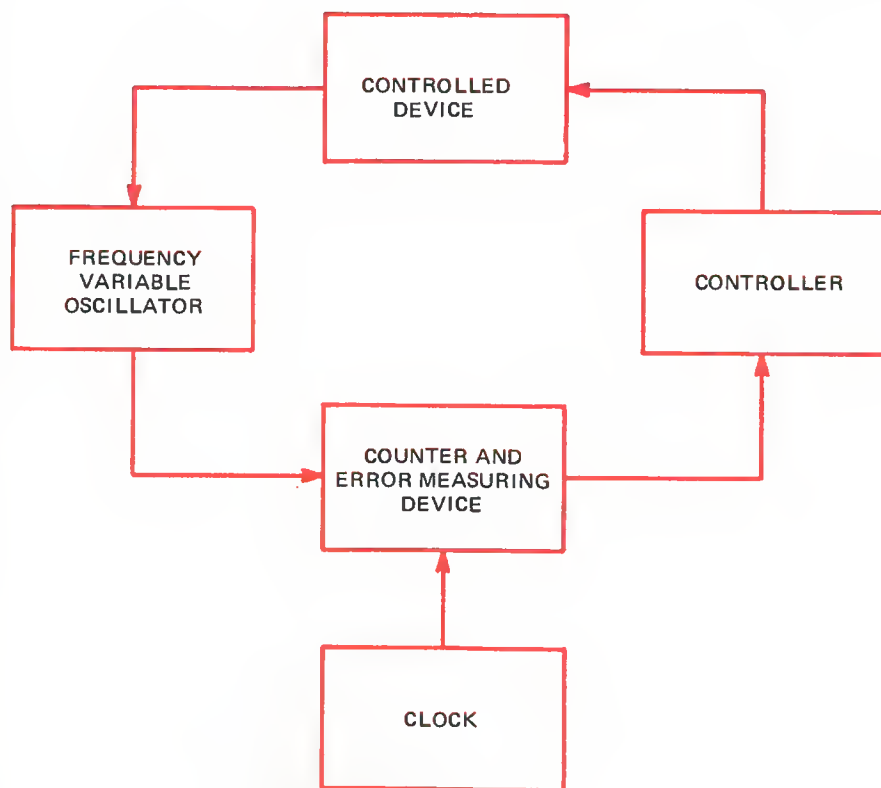 CONTROLLED
DEVICE
FREQUENCY
VARIABLE
OSCILLATOR
CONTROLLER
COUNTER AND
ERROR MEASURING
DEVICE
CLOCK